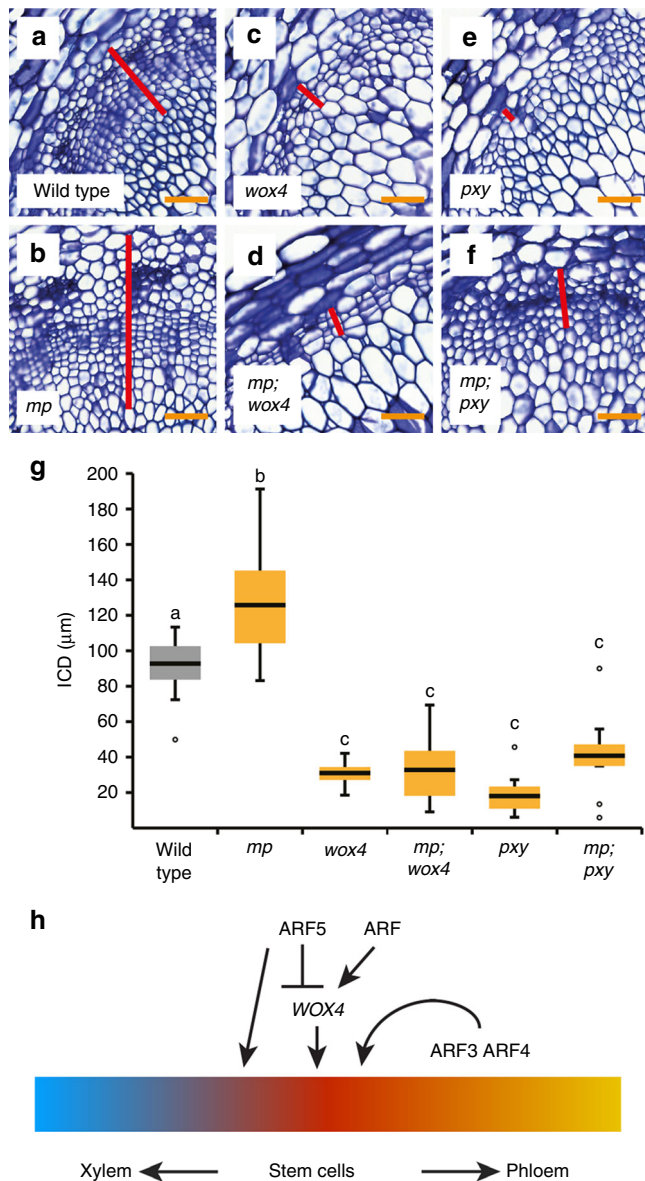 a
Wild type
c
wox4
e
pxy
b
mp
d
mp;
wox4
f
mp;
pxy
g
ICD (μm)
200
180
160
140
120
100
80
60
40
20
a
b
c
c
c
c
Wild
type
mp
wox4
mp;
wox4
pxy
mp;
pxy
h
ARF5
ARF
WOX4
ARF3 ARF4
Xylem
Stem cells
Phloem